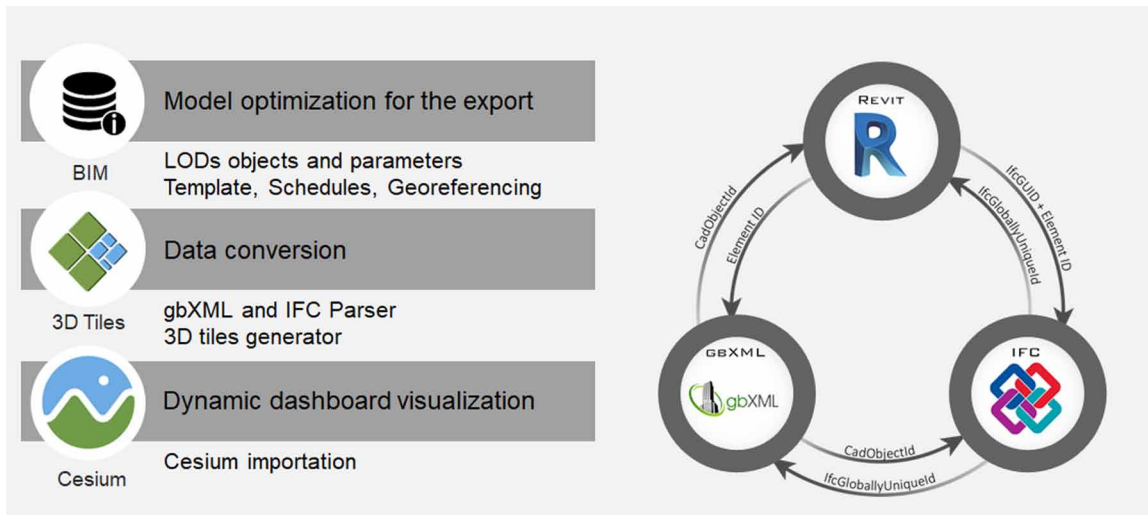 Model optimization for the export
BIM
LODs objects and parameters
Template, Schedules, Georeferencing
Data conversion
3D Tiles
gbXML and IFC Parser
3D tiles generator
Dynamic dashboard visualization
Cesium
Cesium importation
REVIT
R
CadObjectId
Element ID
IfcGUID + Element ID
IfcGloballyUniqueId
GBXML
gbXML
IFC
CadObjectId
IfcGloballyUniqueId